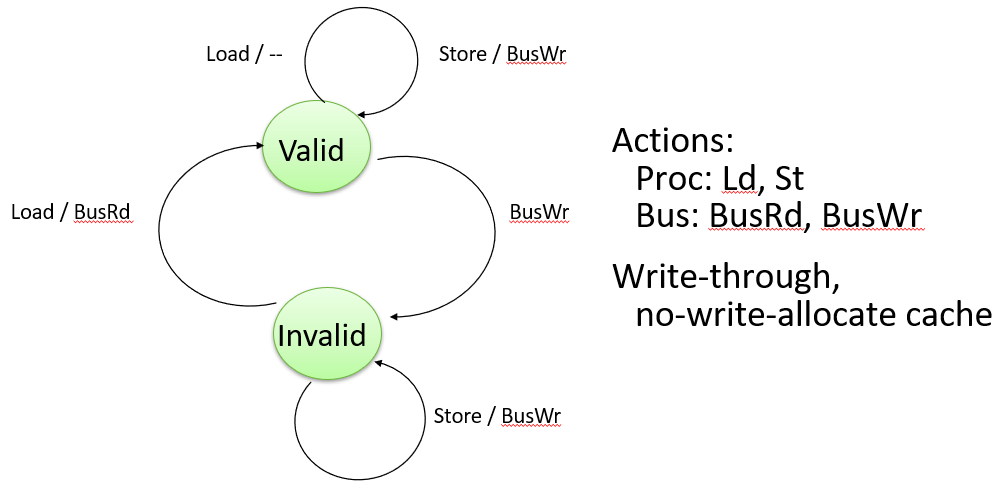 Load / --
Store / BusWr
Valid
Load / BusRd
BusWr
Invalid
Store / BusWr
Actions:
Proc: Ld, St
Bus: BusRd, BusWr
Write-through,
no-write-allocate cache